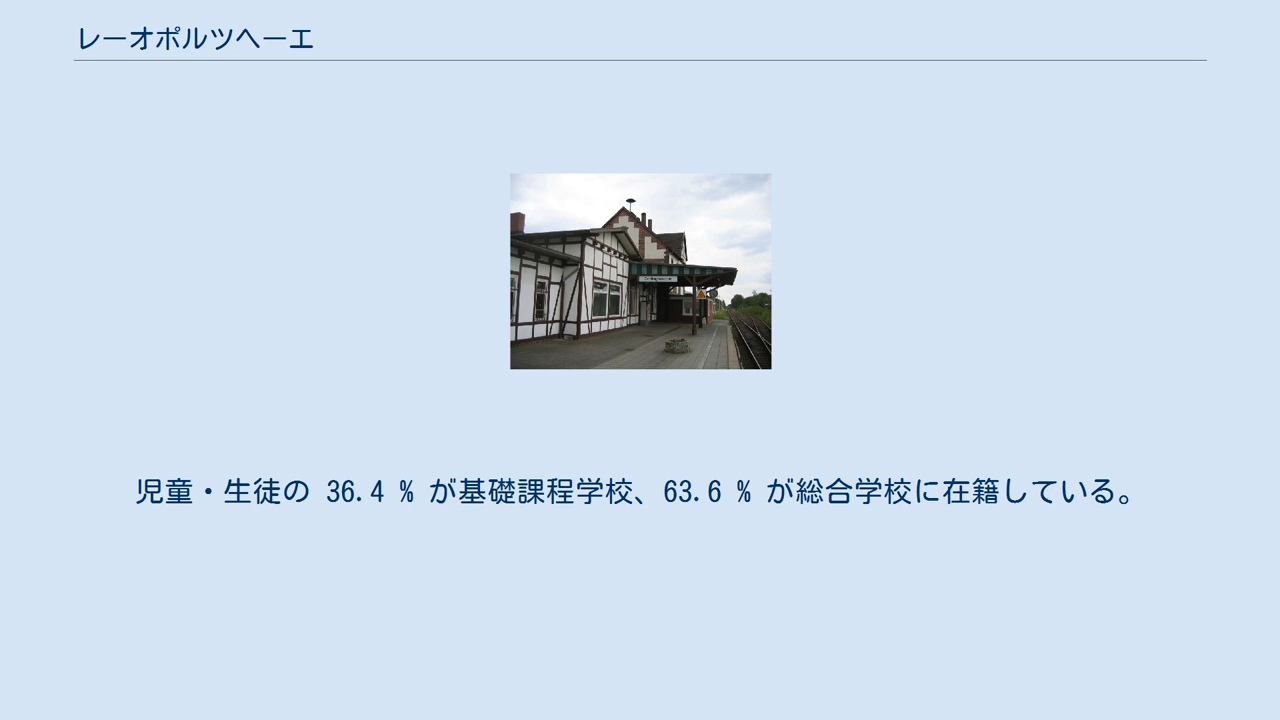 レーオポルツヘーエ
児童・生徒の 36.4 % が基礎課程学校、63.6 % が総合学校に在籍している。